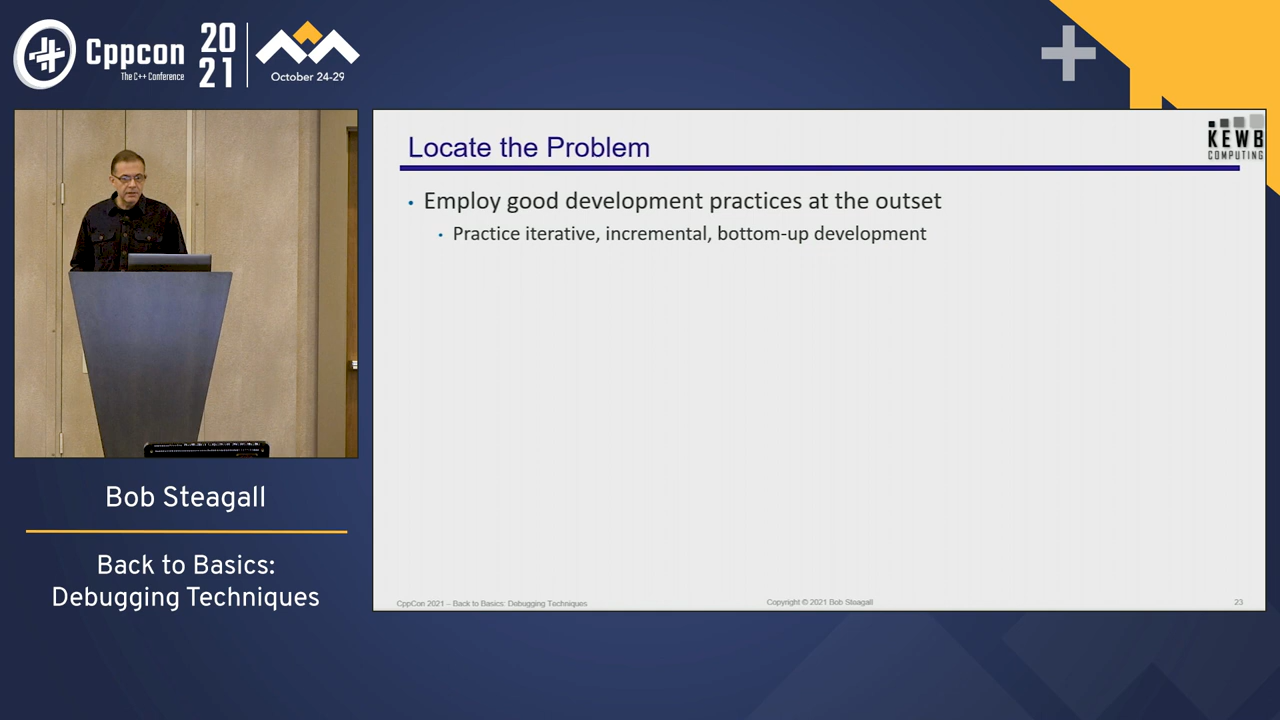 Cppcon
The C++ Conference
20
21
October 24-29
Locate the Problem
KEWB
COMPUTING
• Employ good development practices at the outset
• Practice iterative, incremental, bottom-up development
Bob Steagall
Back to Basics:
Debugging Techniques
CppCon 2021 – Back to Basics: Debugging Techniques
Copyright © 2021 Bob Steagall
23